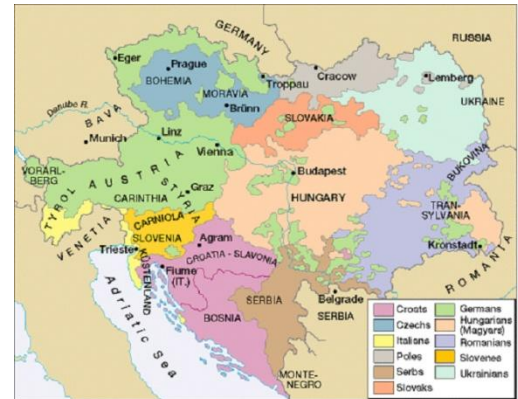 GERMANY
RUSSIA
Eger
Prague
BOHEMIA
Cracow
Lemberg
Troppau
MORAVIA
UKRAINE
Brünn
Danube R.
BAVA
SLOVAKIA
Linz
Munich
Vienna
BUKOVINA
VORARL-
BERG
Budapest
TYROL
AUSTRIA
STYRIA
Graz
CARINTHIA
HUNGARY
TRAN-
SYLVANIA
CARNIOLA
VENETIA
SLOVENIA
Agram
Kronstadt
Trieste
CROATIA - SLAVONIA
KÜSTENLAND
Fiume
(IT.)
ROMANIA
Adriatic Sea
SERBIA
Belgrade
SERBIA
BOSNIA
MONTE-
NEGRO
Croats
Czechs
Italians
Poles
Serbs
Slovaks
Germans
Hungarians
(Magyars)
Romanians
Slovenes
Ukrainians